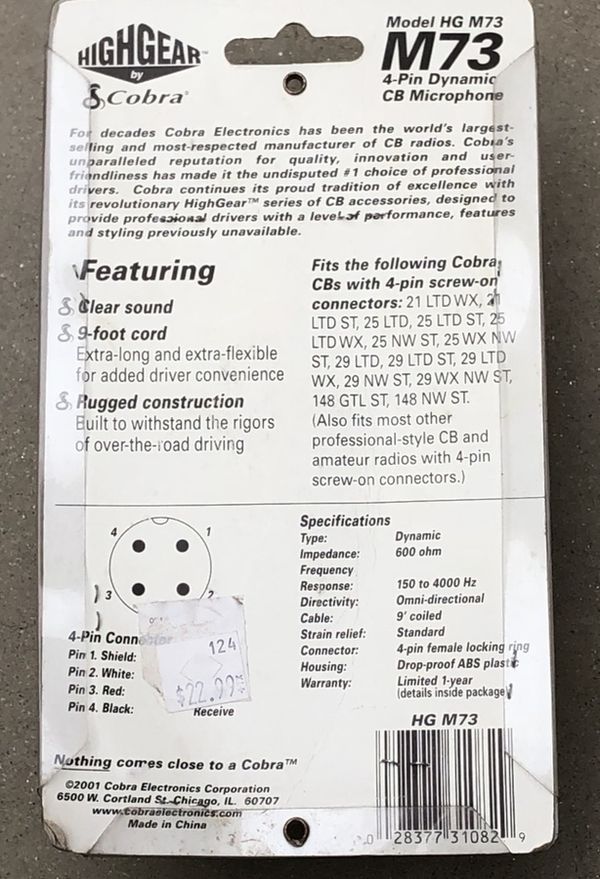 HIGHGEAR™
by
Cobra®
Model HG M73
M73
4-Pin Dynamic
CB Microphone
For decades Cobra Electronics has been the world's largest-
selling and most-respected manufacturer of CB radios. Cobra's
unparalleled reputation for quality, innovation and user-
friendliness has made it the undisputed #1 choice of professional
drivers. Cobra continues its proud tradition of excellence with
its revolutionary HighGear™ series of CB accessories, designed to
provide professional drivers with a level of performance, features
and styling previously unavailable.
Featuring
Clear sound
9-foot cord
Extra-long and extra-flexible
for added driver convenience
Rugged construction
Built to withstand the rigors
of over-the-road driving
Fits the following Cobra
CBs with 4-pin screw-on
connectors: 21 LTD WX, 21
LTD ST, 25 LTD, 25 LTD ST, 25
LTD WX, 25 NW ST, 25 WX NW
ST, 29 LTD, 29 LTD ST, 29 LTD
WX, 29 NW ST, 29 WX NW ST,
148 GTL ST, 148 NW ST.
(Also fits most other
professional-style CB and
amateur radios with 4-pin
screw-on connectors.)
4 1
3 2
4-Pin Connector
Pin 1. Shield:
Pin 2. White:
Pin 3. Red:
Pin 4. Black: Receive
124
$22.99
Specifications
Type: Dynamic
Impedance: 600 ohm
Frequency
Response: 150 to 4000 Hz
Directivity: Omni-directional
Cable: 9' coiled
Strain relief: Standard
Connector: 4-pin female locking ring
Housing: Drop-proof ABS plastic
Warranty: Limited 1-year
(details inside package)
HG M73
Nothing comes close to a Cobra™
©2001 Cobra Electronics Corporation
6500 W. Cortland St. Chicago, IL. 60707
www.cobraelectronics.com
Made in China
0 28377 31082 9